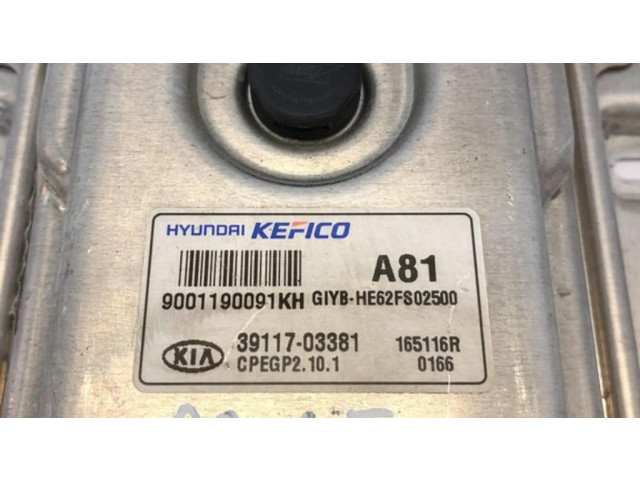 HYUNDAI KEFICO
A81
9001190091KH GIYB-HE62FS02500
KIA 39117-03381 165116R
CPEGP2.10.1 0166